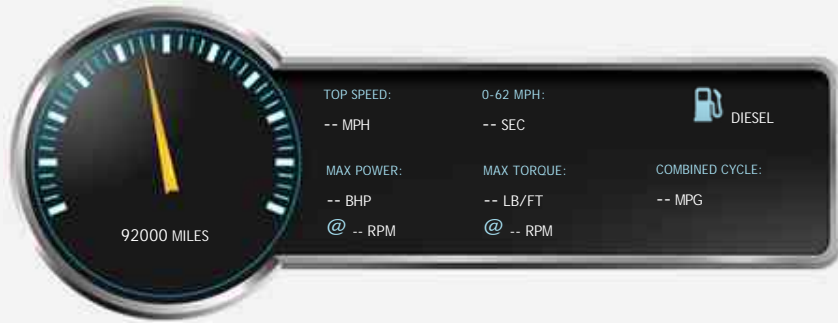 TOP SPEED:
-- MPH
0-62 MPH:
-- SEC
DIESEL
MAX POWER:
-- BHP
@ -- RPM
MAX TORQUE:
-- LB/FT
@ -- RPM
COMBINED CYCLE:
-- MPG
92000 MILES